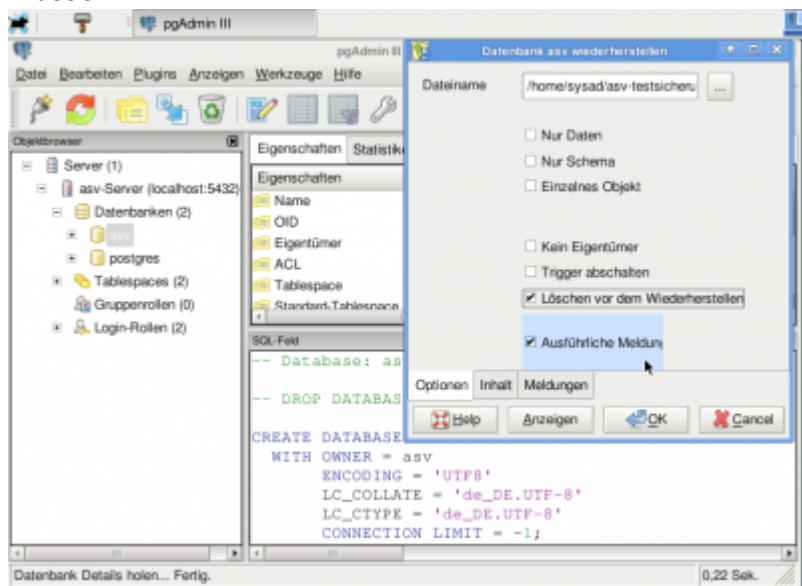 pgAdmin III
pgAdmin III
Datei Bearbeiten Plugins Anzeigen Werkzeuge Hilfe
Objektbrowser
Server (1)
asv-Server (localhost:5432)
Datenbanken (2)
asv
postgres
Tablespaces (2)
Gruppenrollen (0)
Login-Rollen (2)
Eigenschaften Statistike
Eigenschaften
Name
OID
Eigentümer
ACL
Tablespace
Standard-Tablespace
SQL-Feld
-- Database: as
-- DROP DATABAS
CREATE DATABASE
WITH OWNER = asv
ENCODING = 'UTF8'
LC_COLLATE = 'de_DE.UTF-8'
LC_CTYPE = 'de_DE.UTF-8'
CONNECTION LIMIT = -1;
Datenbank asv wiederherstellen
Dateiname /home/sysad/asv-testsicheru ...
Nur Daten
Nur Schema
Einzelnes Objekt
Kein Eigentümer
Trigger abschalten
Löschen vor dem Wiederherstellen
Ausführliche Meldun
Optionen Inhalt Meldungen
Help Anzeigen OK Cancel
Datenbank Details holen... Fertig. 0,22 Sek.